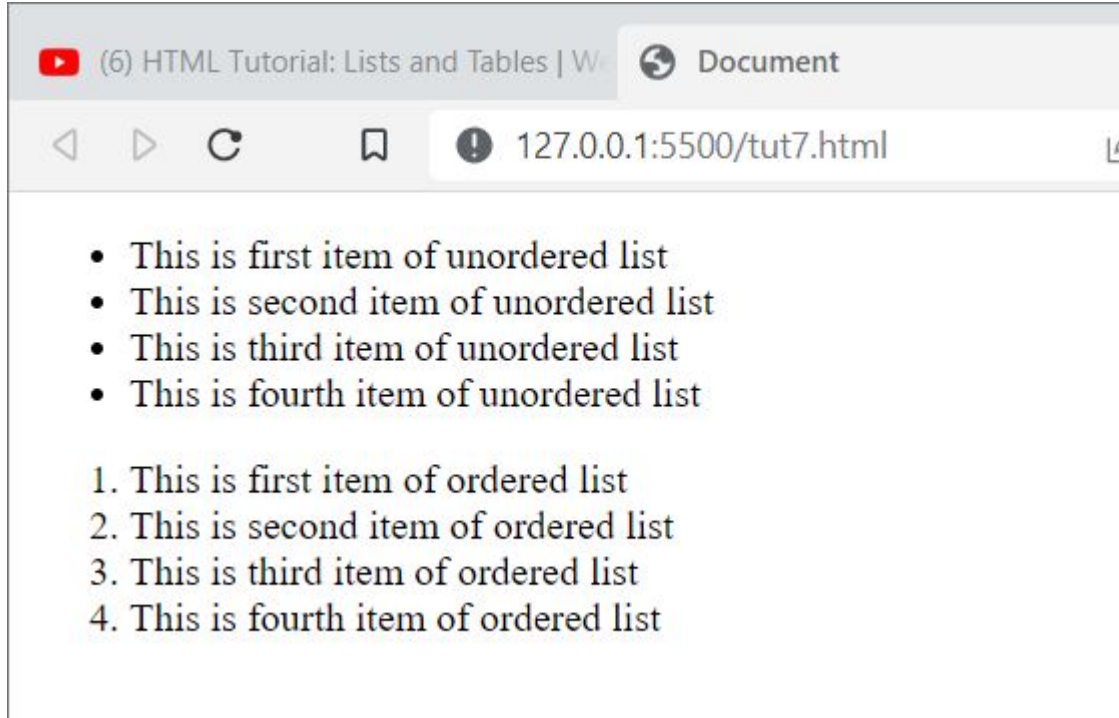 (6) HTML Tutorial: Lists and Tables | We
Document
127.0.0.1:5500/tut7.html
• This is first item of unordered list
• This is second item of unordered list
• This is third item of unordered list
• This is fourth item of unordered list
1. This is first item of ordered list
2. This is second item of ordered list
3. This is third item of ordered list
4. This is fourth item of ordered list